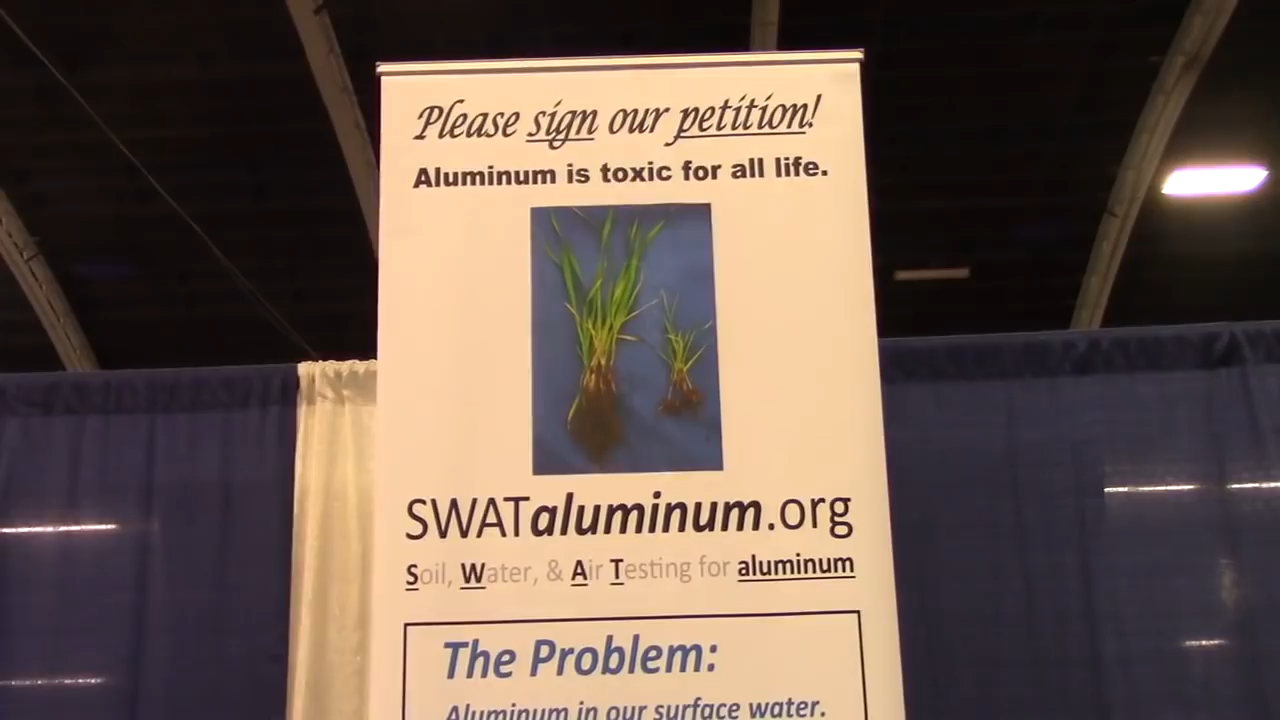 Please sign our petition!
Aluminum is toxic for all life.
SWATaluminum.org
Soil, Water, & Air Testing for aluminum
The Problem:
Aluminum in our surface water.